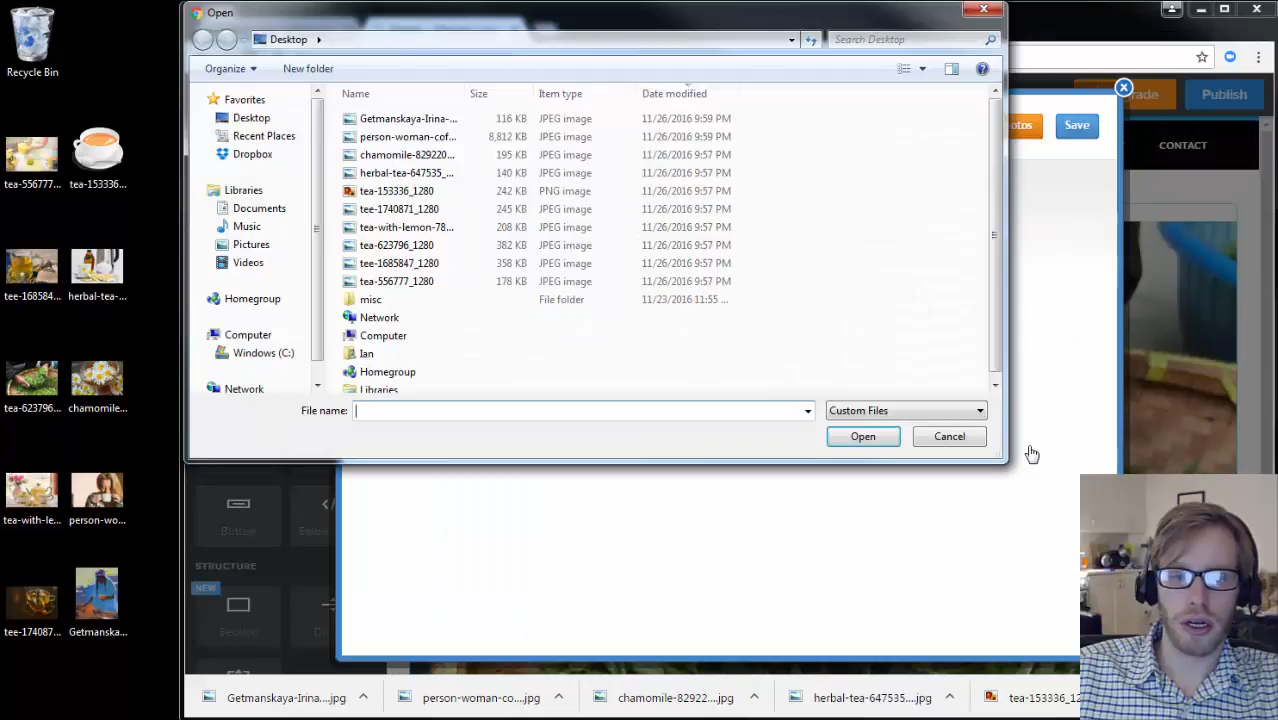 Recycle Bin
tea-556777...
tea-153336...
tee-168584...
herbal-tea-...
tea-623796...
chamomile...
tea-with-le...
person-wo...
tee-174087...
Getmanska...
Open
Desktop
Search Desktop
Organize
New folder
Favorites
Desktop
Recent Places
Dropbox
Libraries
Documents
Music
Pictures
Videos
Homegroup
Computer
Windows (C:)
Network
Name Size Item type Date modified
Getmanskaya-Irina-... 116 KB JPEG image 11/26/2016 9:59 PM
person-woman-cof... 8,812 KB JPEG image 11/26/2016 9:59 PM
chamomile-829220... 195 KB JPEG image 11/26/2016 9:57 PM
herbal-tea-647535_... 140 KB JPEG image 11/26/2016 9:57 PM
tea-153336_1280 242 KB PNG image 11/26/2016 9:57 PM
tee-1740871_1280 245 KB JPEG image 11/26/2016 9:57 PM
tea-with-lemon-78... 208 KB JPEG image 11/26/2016 9:57 PM
tea-623796_1280 382 KB JPEG image 11/26/2016 9:57 PM
tee-1685847_1280 358 KB JPEG image 11/26/2016 9:57 PM
tea-556777_1280 178 KB JPEG image 11/26/2016 9:57 PM
misc File folder 11/23/2016 11:55 ...
Network
Computer
Ian
Homegroup
Libraries
File name:
Custom Files
Open
Cancel
Publish
Save
CONTACT
Button
STRUCTURE
NEW
Section
Getmanskaya-Irina....jpg
person-woman-co....jpg
chamomile-82922....jpg
herbal-tea-647535....jpg